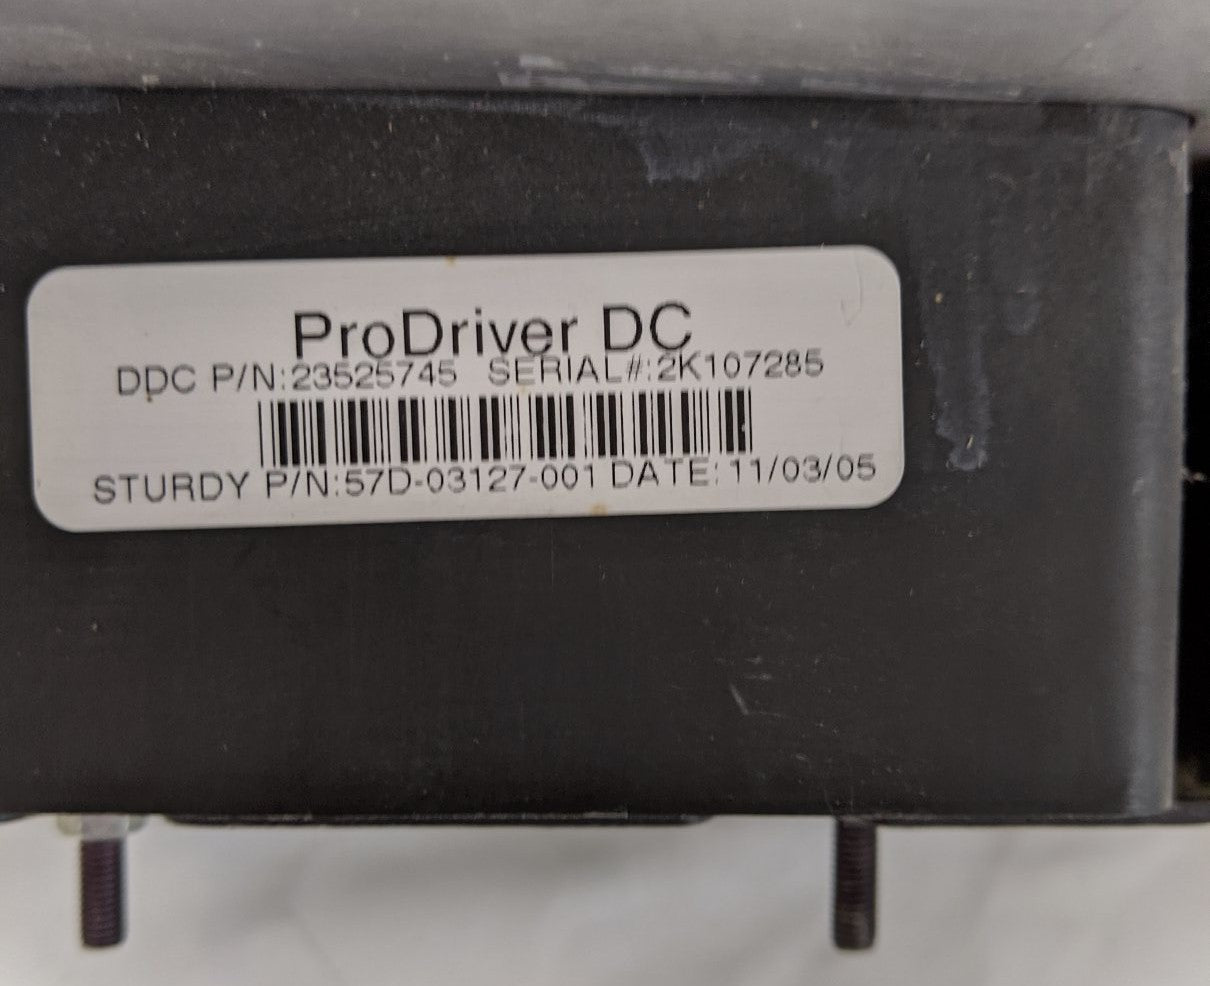 ProDriver DC
DDC P/N:23525745 SERIAL#:2K107285
STURDY P/N:57D-03127-001 DATE: 11/03/05